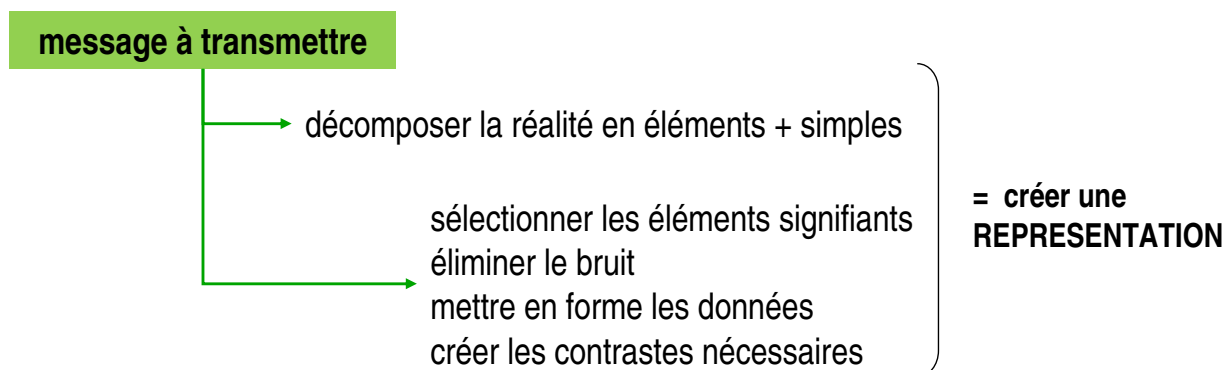 message à transmettre
décomposer la réalité en éléments + simples
sélectionner les éléments signifiants
éliminer le bruit
mettre en forme les données
créer les contrastes nécessaires
= créer une
REPRESENTATION